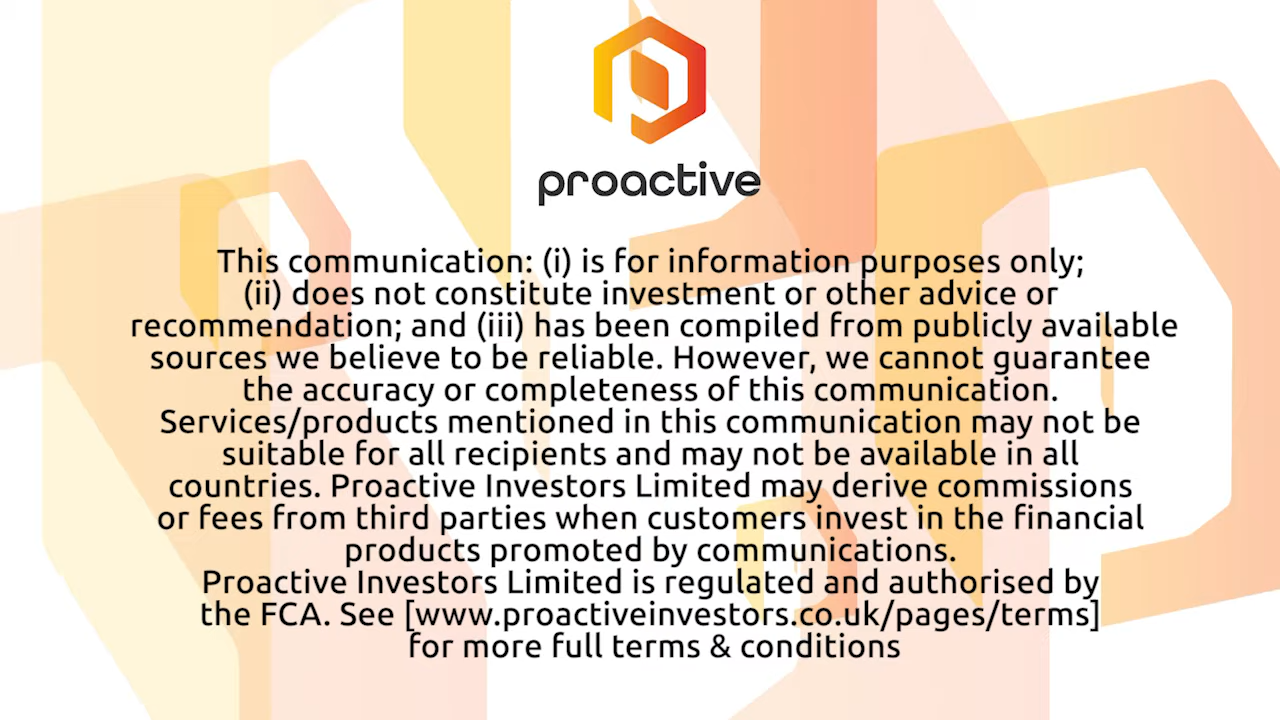 proactive
This communication: (i) is for information purposes only;
(ii) does not constitute investment or other advice or
recommendation; and (iii) has been compiled from publicly available
sources we believe to be reliable. However, we cannot guarantee
the accuracy or completeness of this communication.
Services/products mentioned in this communication may not be
suitable for all recipients and may not be available in all
countries. Proactive Investors Limited may derive commissions
or fees from third parties when customers invest in the financial
products promoted by communications.
Proactive Investors Limited is regulated and authorised by
the FCA. See [www.proactiveinvestors.co.uk/pages/terms]
for more full terms & conditions